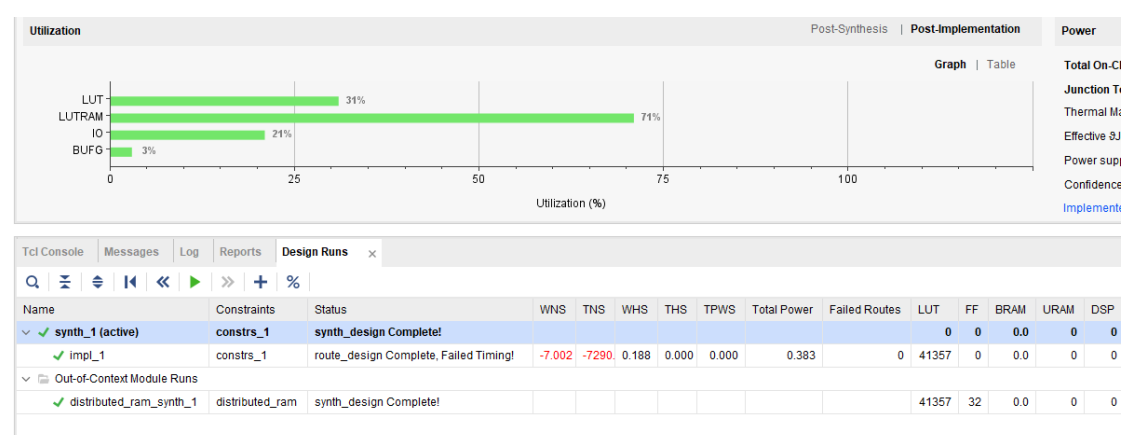 Utilization Post-Synthesis | Post-Implementation
Graph | Table
LUT 31%
LUTRAM 71%
IO 21%
BUFG 3%
0 25 50 75 100
Utilization (%)
Power
Total On-C
Junction T
Thermal Ma
Effective ϑJ
Power sup
Confidence
Implemente
Tcl Console Messages Log Reports Design Runs ×
Name Constraints Status WNS TNS WHS THS TPWS Total Power Failed Routes LUT FF BRAM URAM DSP
synth_1 (active) constrs_1 synth_design Complete! 0 0 0.0 0 0
impl_1 constrs_1 route_design Complete, Failed Timing! -7.002 -7290. 0.188 0.000 0.000 0.383 0 41357 0 0.0 0 0
Out-of-Context Module Runs
distributed_ram_synth_1 distributed_ram synth_design Complete! 41357 32 0.0 0 0